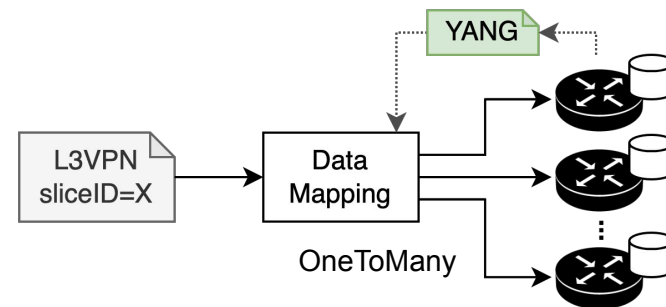 YANG
L3VPN
sliceID=X
Data
Mapping
OneToMany